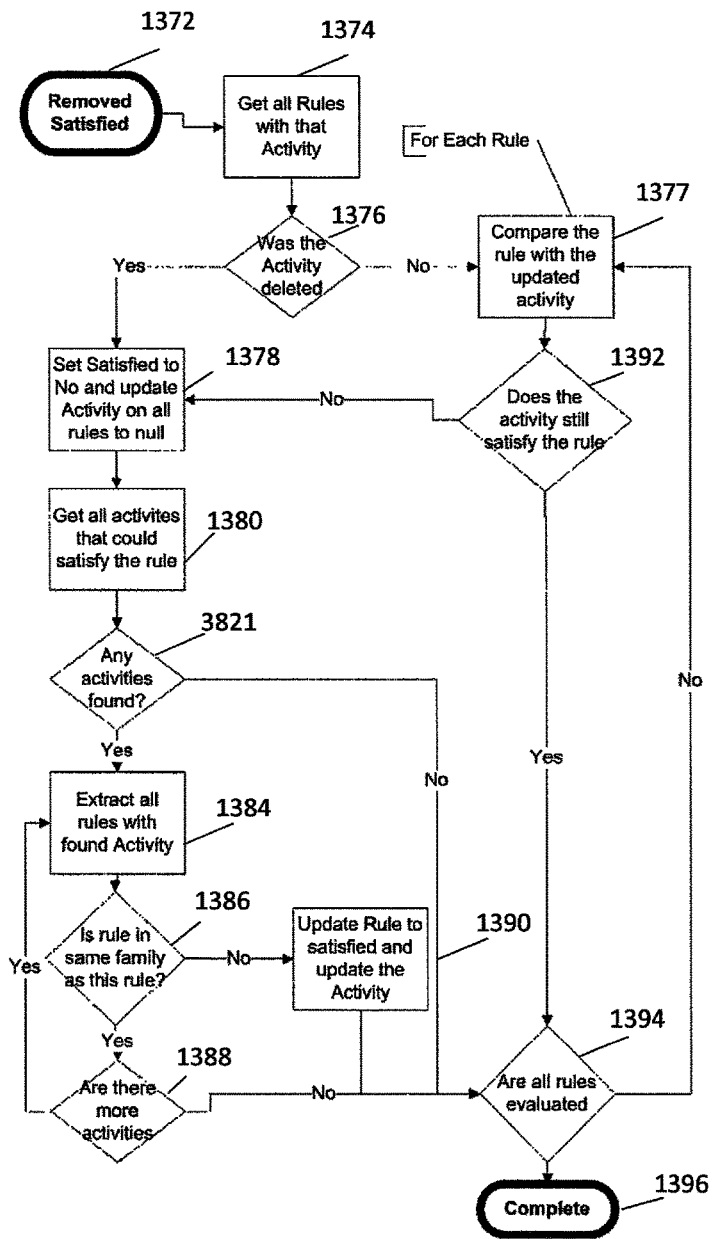 1372
1374
Removed
Satisfied
Get all Rules
with that
Activity
For Each Rule
1376
1377
Was the
Activity
deleted
Compare the
rule with the
updated
activity
Yes
No
1378
1392
Set Satisfied to
No and update
Activity on all
rules to null
No
Does the
activity still
satisfy the rule
1380
Get all activites
that could
satisfy the rule
3821
Any
activities
found?
No
Yes
No
Yes
Extract all
rules with
found Activity
1384
1386
Is rule in
same family
as this rule?
Yes
No
Update Rule to
satisfied and
update the
Activity
1390
Yes
1388
Are there
more
activities
No
1394
Are all rules
evaluated
Complete
1396